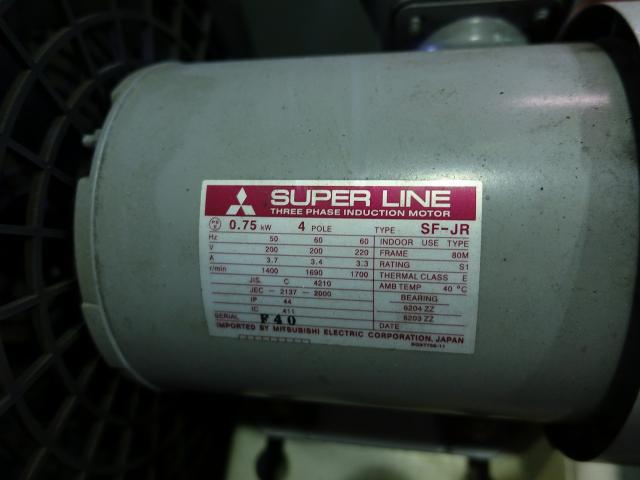 SUPER LINE
THREE PHASE INDUCTION MOTOR
0.75 kW 4 POLE TYPE SF-JR
Hz 50 60 60 INDOOR USE TYPE
V 200 200 220 FRAME 80M
A 3.7 3.4 3.3 RATING S1
r/min 1400 1690 1700 THERMAL CLASS E
JIS. C 4210 AMB TEMP 40 °C
JEC - 2137 - 2000 BEARING
IP 44 6204 ZZ
IC 411 6203 ZZ
SERIAL F40 DATE
IMPORTED BY MITSUBISHI ELECTRIC CORPORATION, JAPAN